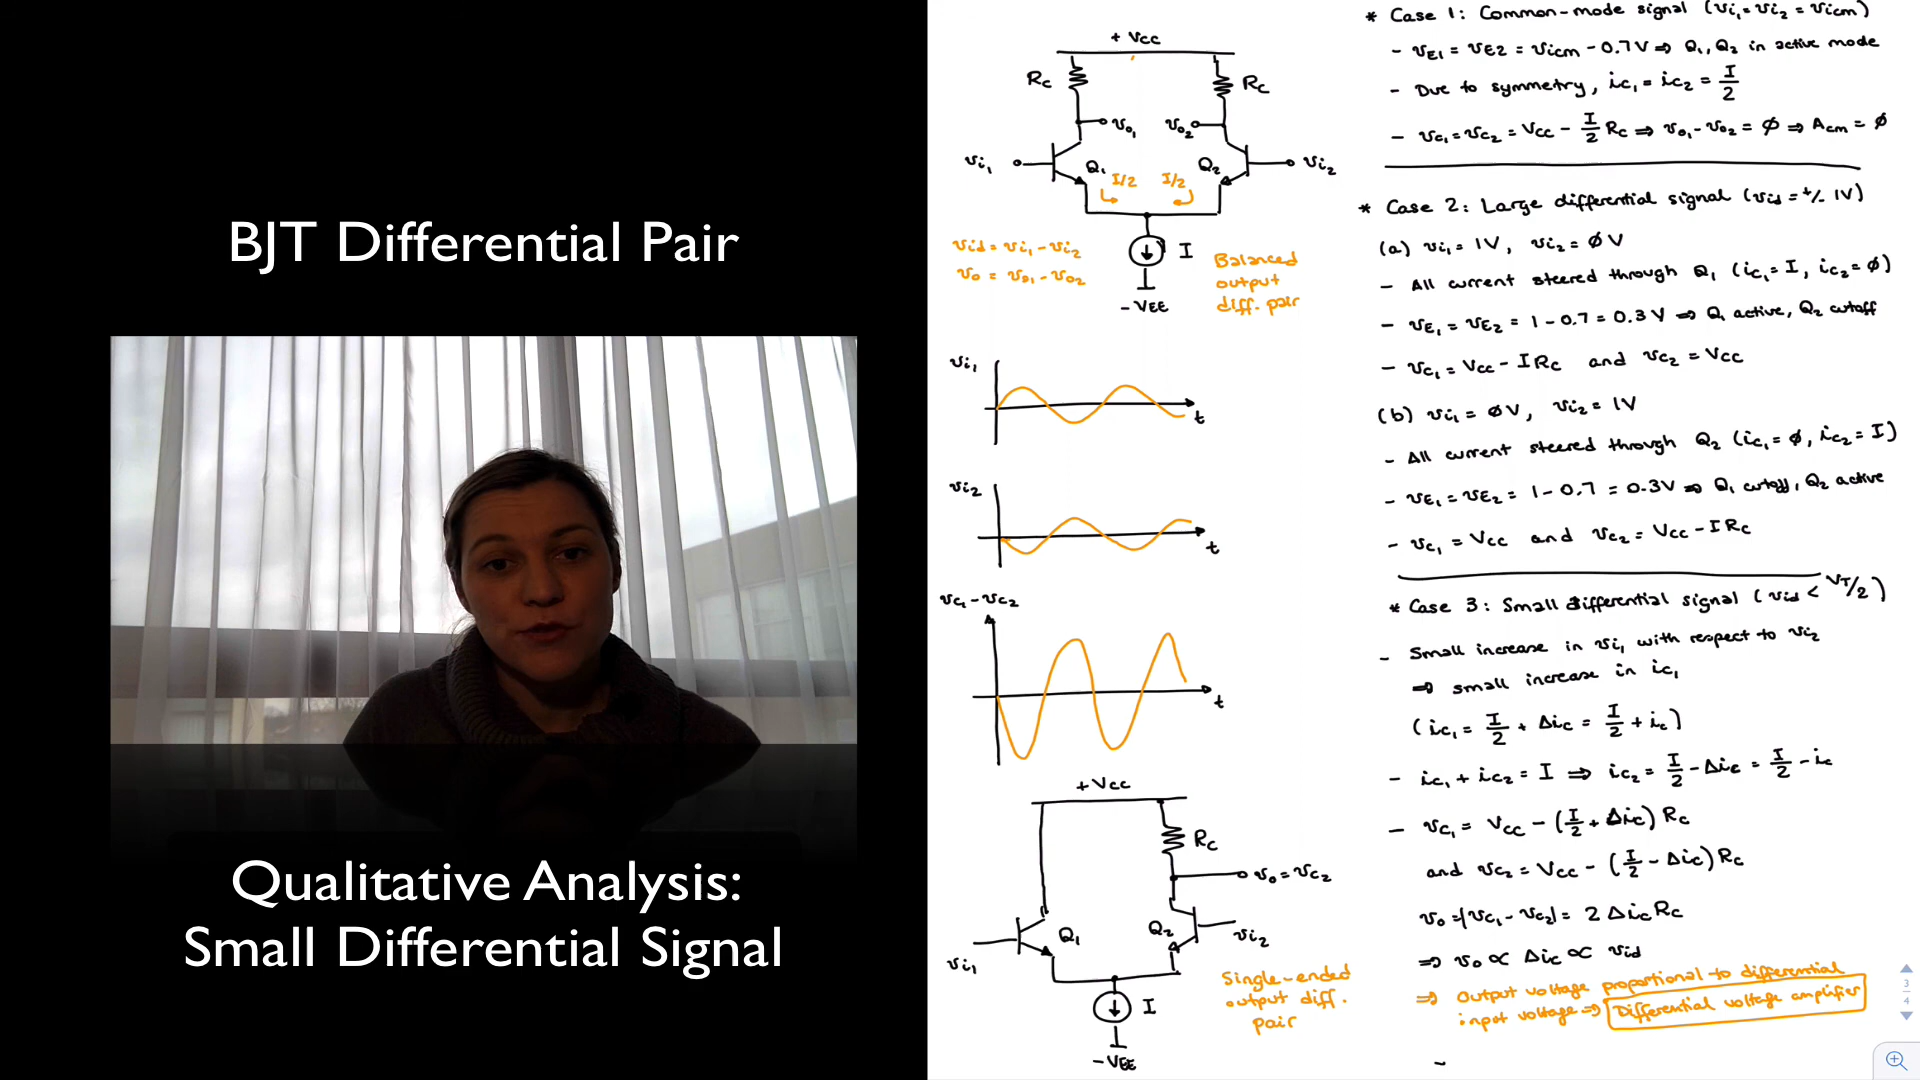 BJT Differential Pair
Qualitative Analysis:
Small Differential Signal
+ Vcc
Rc
Rc
vo1
vo2
vi1
Q1
Q2
vi2
I/2
I/2
I
-VEE
vid = vi1 - vi2
vo = vo1 - vo2
Balanced
output
diff. pair
vi1
t
vi2
t
vc1 - vc2
t
+Vcc
Rc
vo = vc2
Q1
Q2
vi1
vi2
I
-VEE
Single-ended
output diff.
pair
* Case 1: Common-mode signal (vi1 = vi2 = vicm)
- vE1 = vE2 = vicm - 0.7V ⇒ Q1, Q2 in active mode
- Due to symmetry, ic1 = ic2 = I/2
- vc1 = vc2 = Vcc - I/2 Rc ⇒ vo1 - vo2 = ∅ ⇒ Acm = ∅
* Case 2: Large differential signal (vid = +/- 1V)
(a) vi1 = 1V, vi2 = ∅V
- All current steered through Q1 (ic1 = I, ic2 = ∅)
- vE1 = vE2 = 1 - 0.7 = 0.3V ⇒ Q1 active, Q2 cutoff
- vc1 = Vcc - IRc and vc2 = Vcc
(b) vi1 = ∅V, vi2 = 1V
- All current steered through Q2 (ic1 = ∅, ic2 = I)
- vE1 = vE2 = 1 - 0.7 = 0.3V ⇒ Q1 cutoff, Q2 active
- vc1 = Vcc and vc2 = Vcc - IRc
* Case 3: Small differential signal (vid < VT/2)
- Small increase in vi1 with respect to vi2
⇒ small increase in ic1
(ic1 = I/2 + Δic = I/2 + ic)
- ic1 + ic2 = I ⇒ ic2 = I/2 - Δic = I/2 - ic
- vc1 = Vcc - (I/2 + Δic) Rc
and vc2 = Vcc - (I/2 - Δic) Rc
vo = |vc1 - vc2| = 2 Δic Rc
⇒ vo ∝ Δic ∝ vid
⇒ Output voltage proportional to differential
input voltage ⇒ Differential voltage amplifier
-
3
4